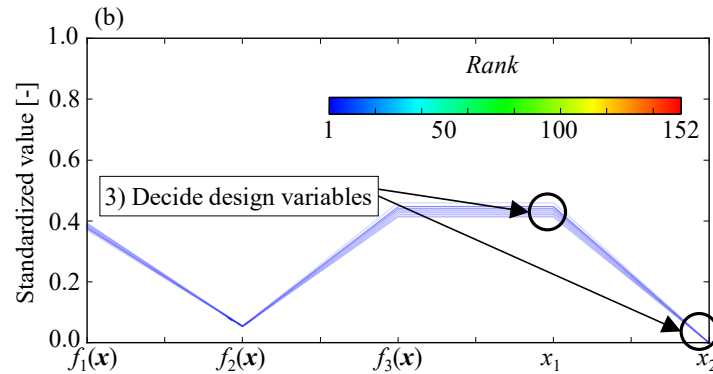 (b)
1.0
0.8
0.6
0.4
0.2
0.0
Standardized value [-]
Rank
1 50 100 152
3) Decide design variables
f₁(x) f₂(x) f₃(x) x₁ x₂